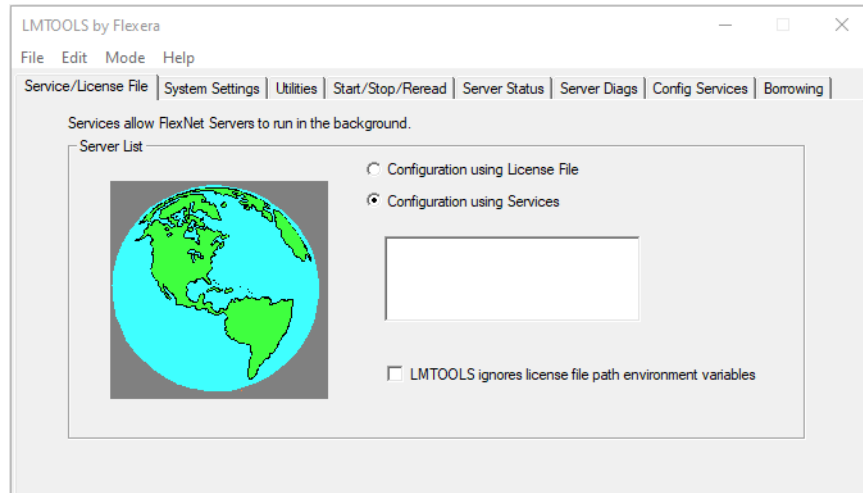 LMTOOLS by Flexera
File Edit Mode Help
Service/License File System Settings Utilities Start/Stop/Reread Server Status Server Diags Config Services Borrowing
Services allow FlexNet Servers to run in the background.
Server List
Configuration using License File
Configuration using Services
LMTOOLS ignores license file path environment variables